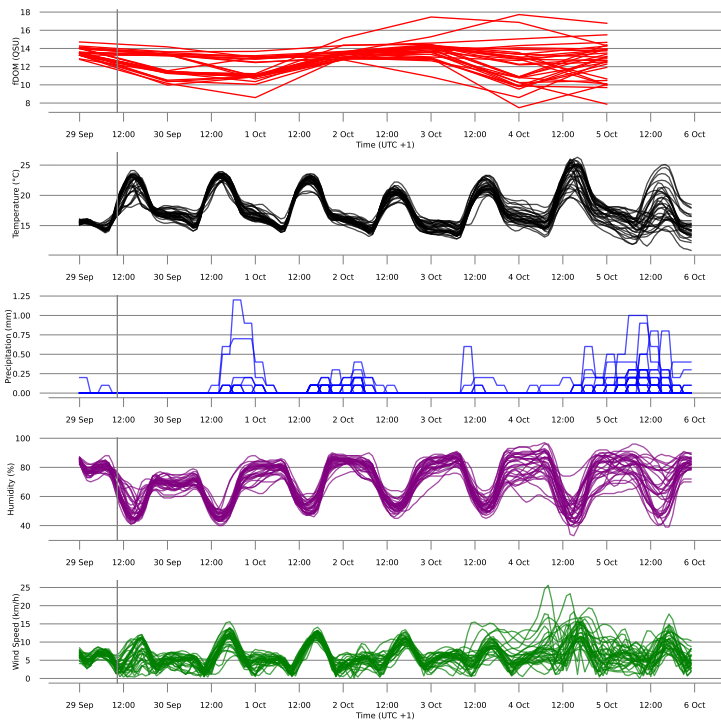 18
16
14
12
10
8
fDOM (QSU)
29 Sep 12:00 30 Sep 12:00 1 Oct 12:00 2 Oct 12:00 3 Oct 12:00 4 Oct 12:00 5 Oct 12:00 6 Oct
Time (UTC +1)
25
20
15
Temperature (°C)
29 Sep 12:00 30 Sep 12:00 1 Oct 12:00 2 Oct 12:00 3 Oct 12:00 4 Oct 12:00 5 Oct 12:00 6 Oct
1.25
1.00
0.75
0.50
0.25
0.00
Precipitation (mm)
29 Sep 12:00 30 Sep 12:00 1 Oct 12:00 2 Oct 12:00 3 Oct 12:00 4 Oct 12:00 5 Oct 12:00 6 Oct
100
80
60
40
Humidity (%)
29 Sep 12:00 30 Sep 12:00 1 Oct 12:00 2 Oct 12:00 3 Oct 12:00 4 Oct 12:00 5 Oct 12:00 6 Oct
25
20
15
10
5
0
Wind Speed (km/h)
29 Sep 12:00 30 Sep 12:00 1 Oct 12:00 2 Oct 12:00 3 Oct 12:00 4 Oct 12:00 5 Oct 12:00 6 Oct
Time (UTC +1)